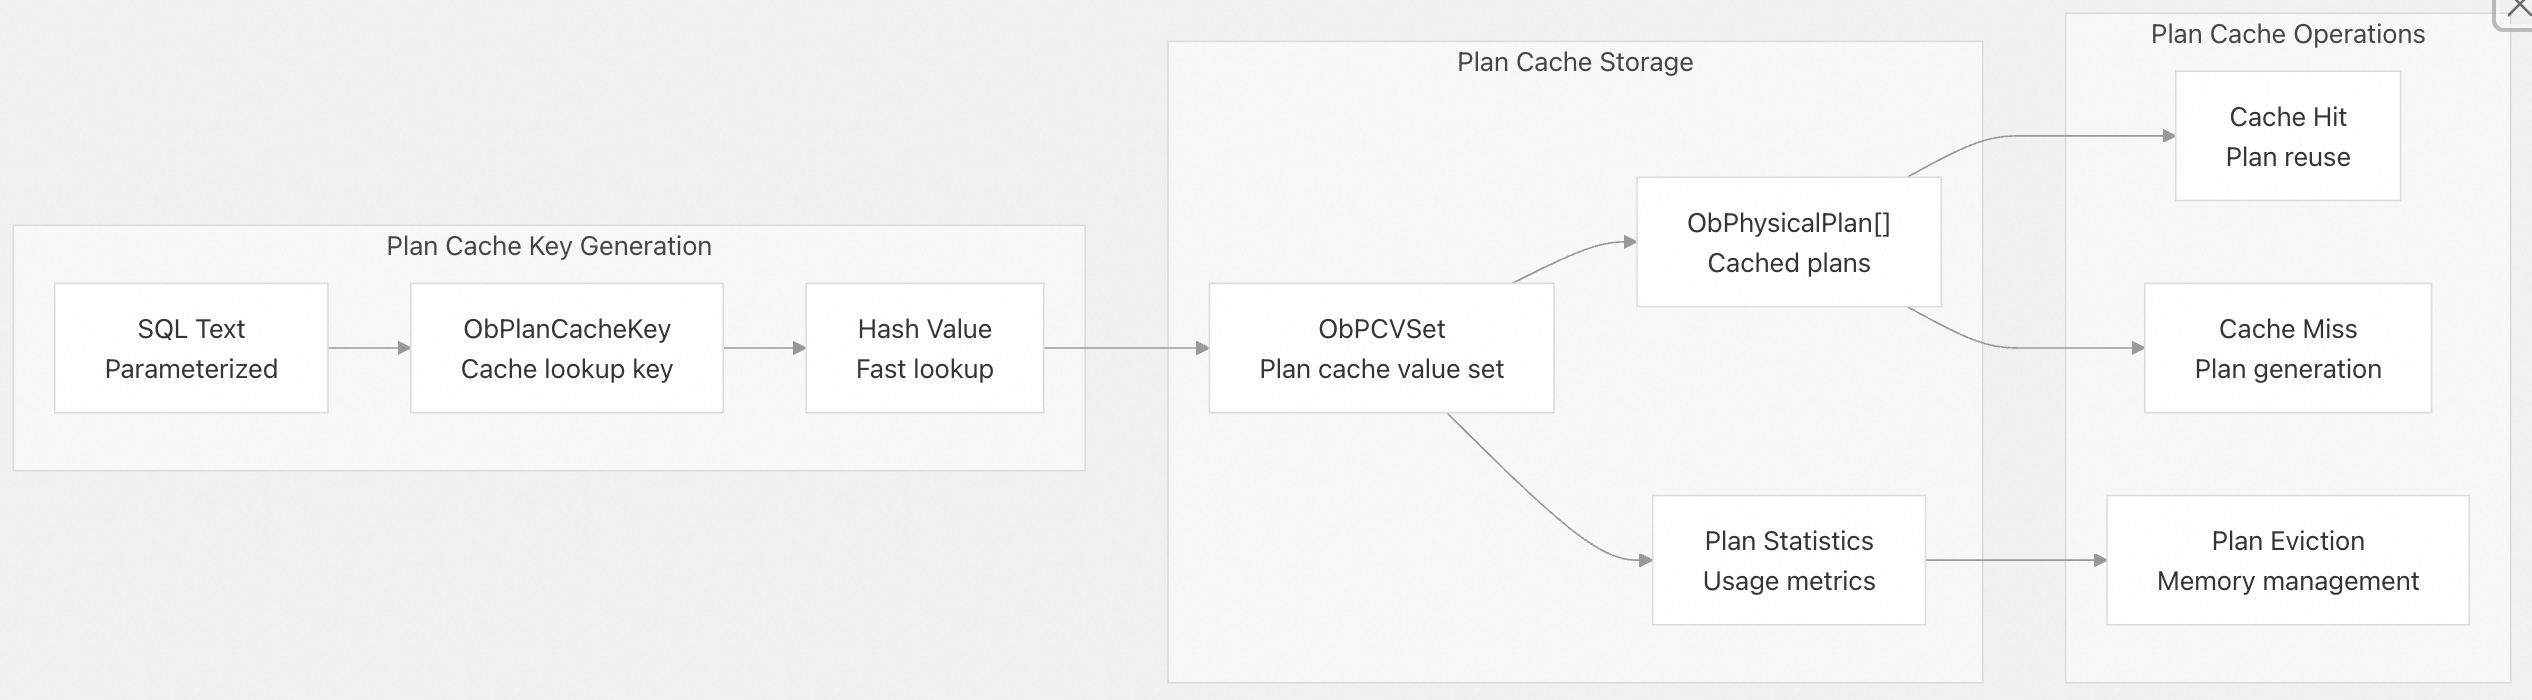 Plan Cache Key Generation
SQL Text
Parameterized
ObPlanCacheKey
Cache lookup key
Hash Value
Fast lookup
Plan Cache Storage
ObPCVSet
Plan cache value set
ObPhysicalPlan[]
Cached plans
Plan Statistics
Usage metrics
Plan Cache Operations
Cache Hit
Plan reuse
Cache Miss
Plan generation
Plan Eviction
Memory management